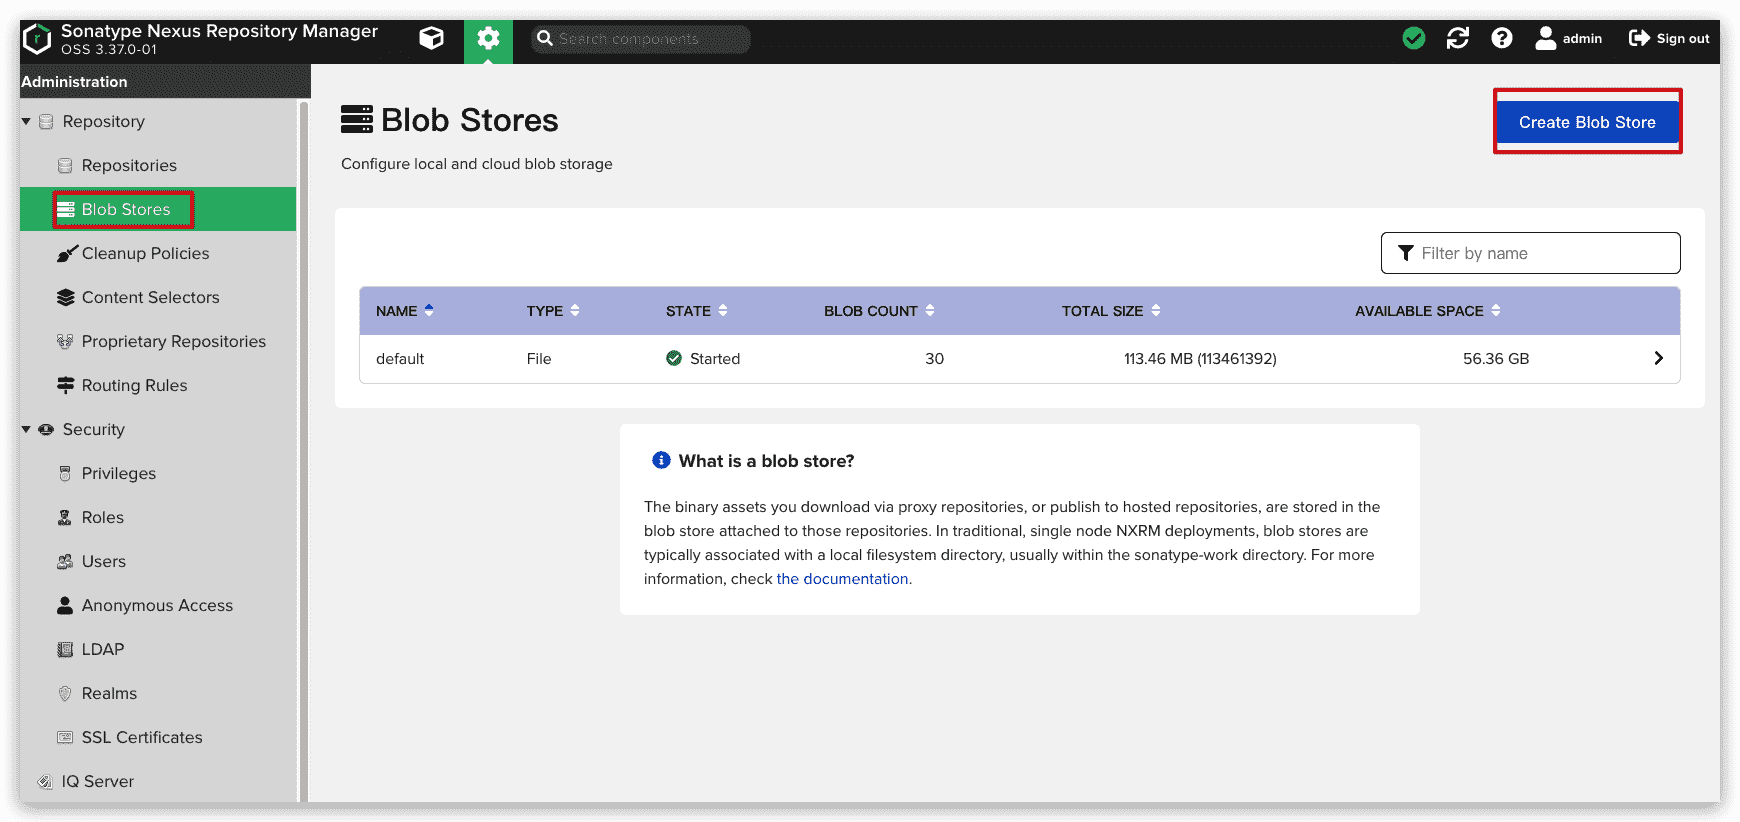 Sonatype Nexus Repository Manager
OSS 3.37.0-01
Search components
admin
Sign out
Administration
Repository
Repositories
Blob Stores
Cleanup Policies
Content Selectors
Proprietary Repositories
Routing Rules
Security
Privileges
Roles
Users
Anonymous Access
LDAP
Realms
SSL Certificates
IQ Server
Blob Stores
Configure local and cloud blob storage
Create Blob Store
Filter by name
NAME TYPE STATE BLOB COUNT TOTAL SIZE AVAILABLE SPACE
default File Started 30 113.46 MB (113461392) 56.36 GB
What is a blob store?
The binary assets you download via proxy repositories, or publish to hosted repositories, are stored in the
blob store attached to those repositories. In traditional, single node NXRM deployments, blob stores are
typically associated with a local filesystem directory, usually within the sonatype-work directory. For more
information, check the documentation.